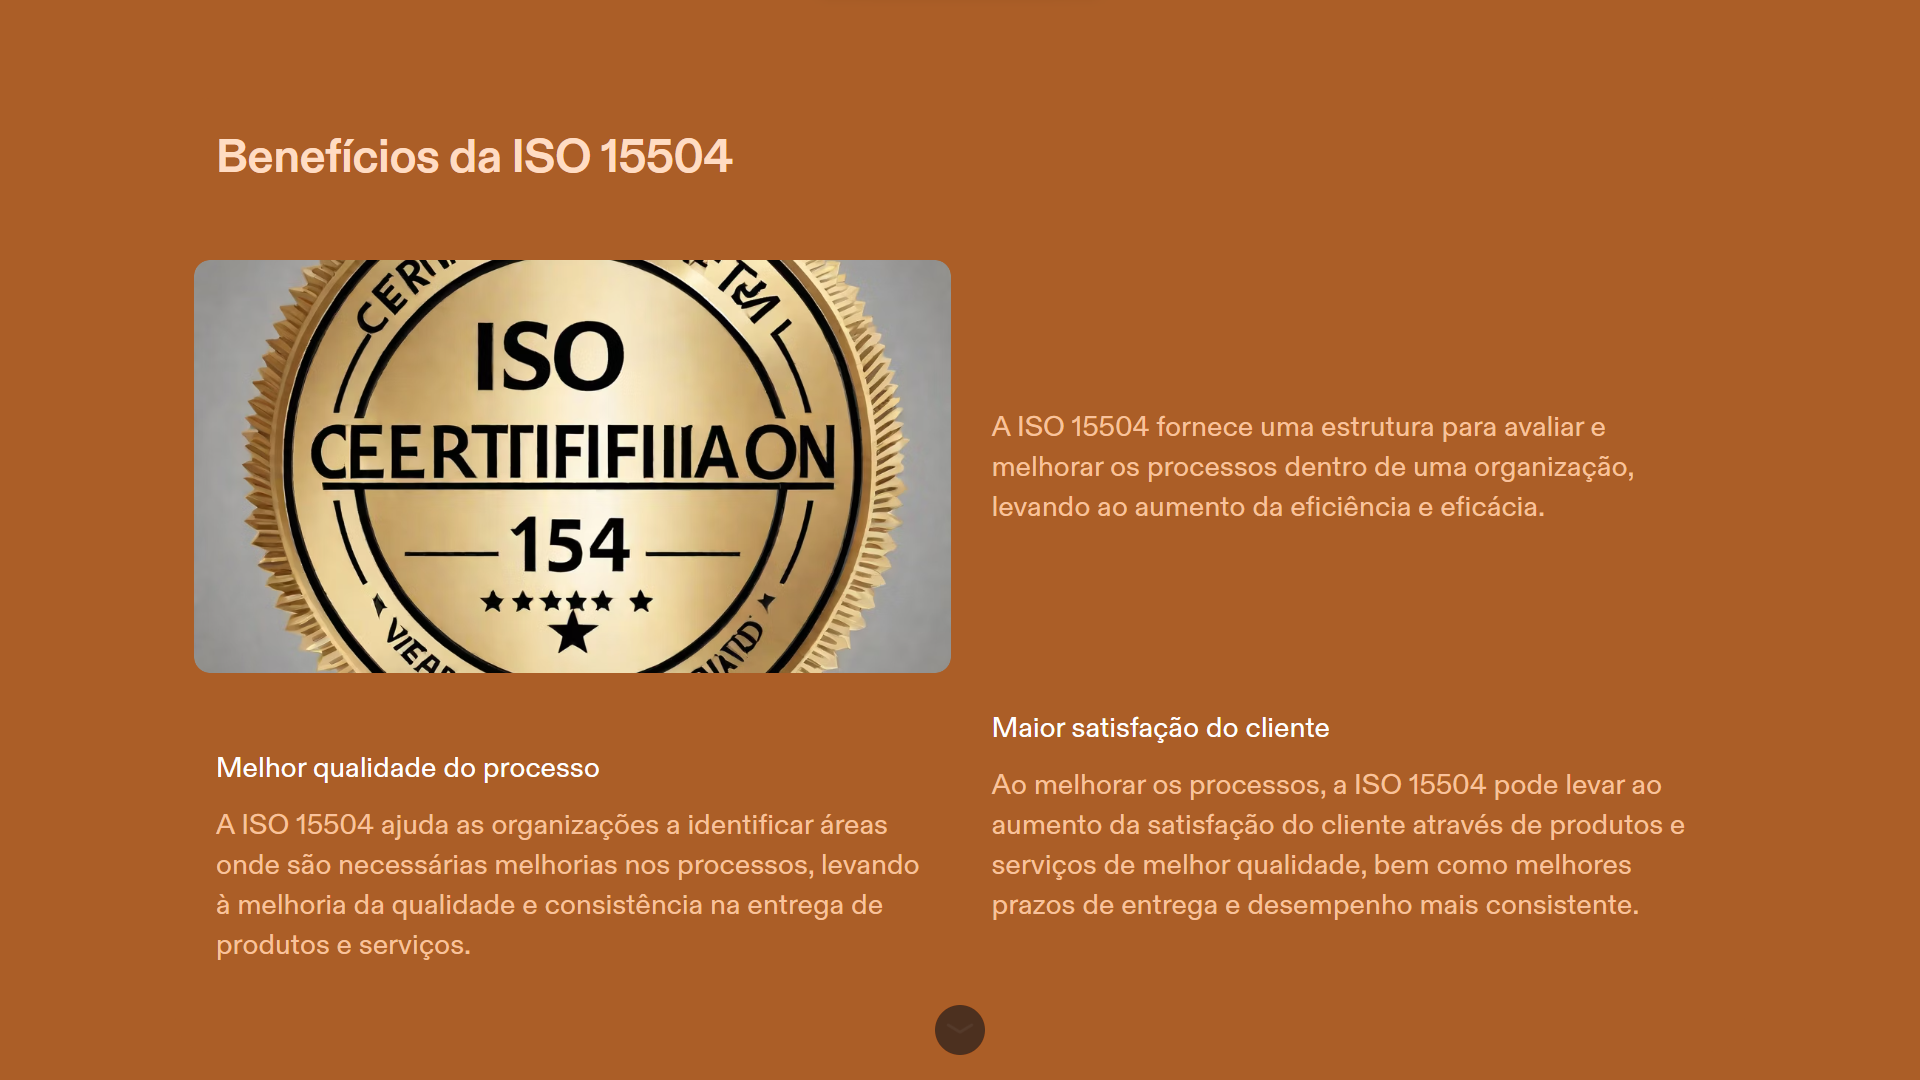 Benefícios da ISO 15504
ISO
CEERTTIFIFIIIAON
154
A ISO 15504 fornece uma estrutura para avaliar e
melhorar os processos dentro de uma organização,
levando ao aumento da eficiência e eficácia.
Melhor qualidade do processo
A ISO 15504 ajuda as organizações a identificar áreas
onde são necessárias melhorias nos processos, levando
à melhoria da qualidade e consistência na entrega de
produtos e serviços.
Maior satisfação do cliente
Ao melhorar os processos, a ISO 15504 pode levar ao
aumento da satisfação do cliente através de produtos e
serviços de melhor qualidade, bem como melhores
prazos de entrega e desempenho mais consistente.